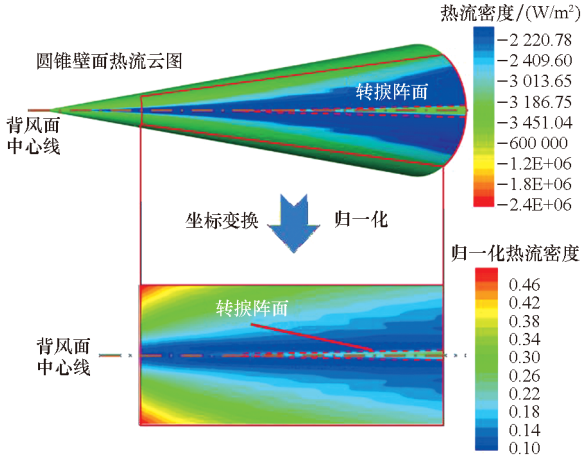 热流密度/(W/m²)
圆锥壁面热流云图
转捩阵面
背风面
中心线
−2 220.78
−2 409.60
−3 013.65
−3 186.75
−3 451.04
−600 000
−1.2E+06
−1.8E+06
−2.4E+06
坐标变换
归一化
归一化热流密度
转捩阵面
背风面
中心线
0.46
0.42
0.38
0.34
0.30
0.26
0.22
0.18
0.14
0.10